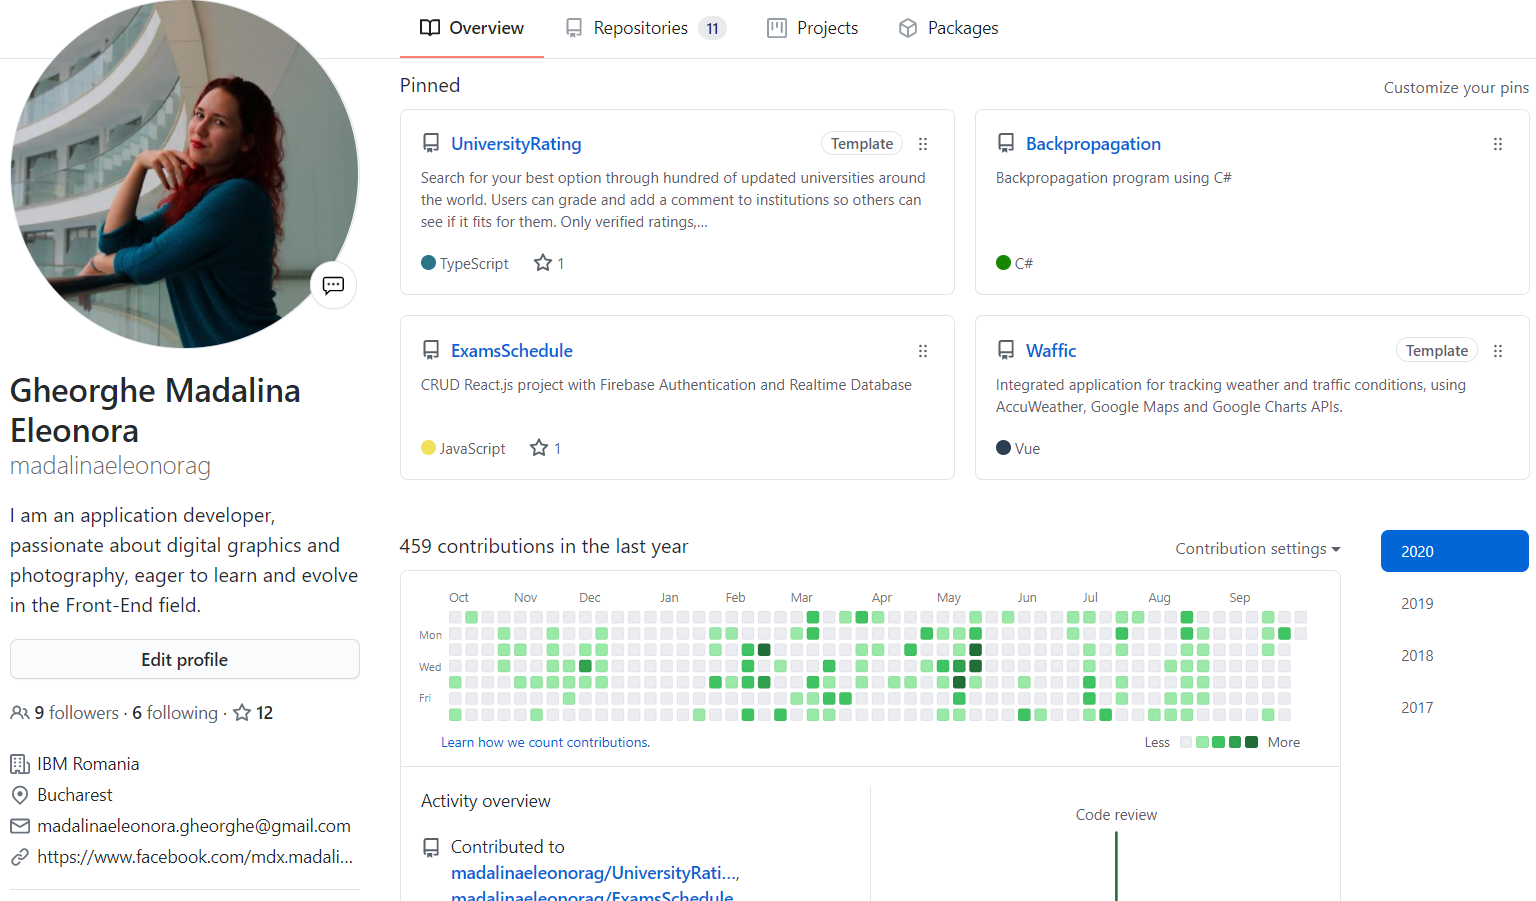 Overview
Repositories 11
Projects
Packages
Gheorghe Madalina
Eleonora
madalinaeleonorag
I am an application developer,
passionate about digital graphics and
photography, eager to learn and evolve
in the Front-End field.
Edit profile
9 followers · 6 following · 12
IBM Romania
Bucharest
madalinaeleonora.gheorghe@gmail.com
https://www.facebook.com/mdx.madali...
Pinned
Customize your pins
UniversityRating
Template
Search for your best option through hundred of updated universities around
the world. Users can grade and add a comment to institutions so others can
see if it fits for them. Only verified ratings,...
TypeScript
1
Backpropagation
Backpropagation program using C#
C#
ExamsSchedule
CRUD React.js project with Firebase Authentication and Realtime Database
JavaScript
1
Waffic
Template
Integrated application for tracking weather and traffic conditions, using
AccuWeather, Google Maps and Google Charts APIs.
Vue
459 contributions in the last year
Contribution settings
2020
2019
2018
2017
Oct Nov Dec Jan Feb Mar Apr May Jun Jul Aug Sep
Mon
Wed
Fri
Learn how we count contributions.
Less
More
Activity overview
Contributed to
madalinaeleonorag/UniversityRati...,
madalinaeleonorag/ExamsSchedule
Code review